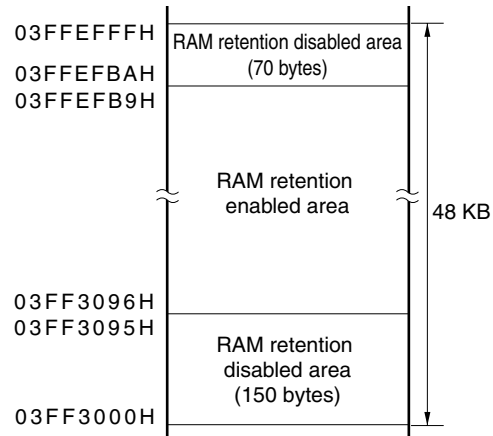 03FFEFFFH
RAM retention disabled area
(70 bytes)
03FFEFBAH
03FFEFB9H
RAM retention
enabled area
48 KB
03FF3096H
03FF3095H
RAM retention
disabled area
(150 bytes)
03FF3000H